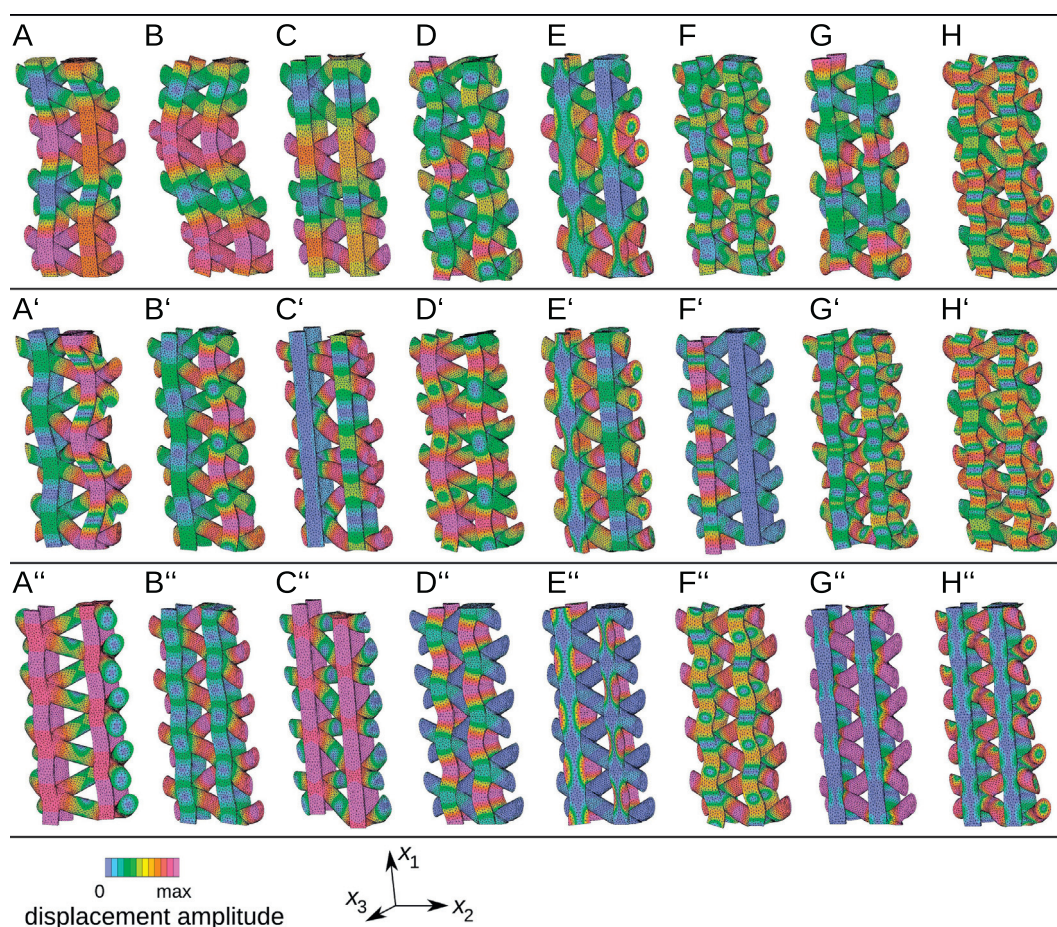 A B C D E F G H
A‘ B‘ C‘ D‘ E‘ F‘ G‘ H‘
A“ B“ C“ D“ E“ F“ G“ H“
0 max
displacement amplitude
x1
x3 x2